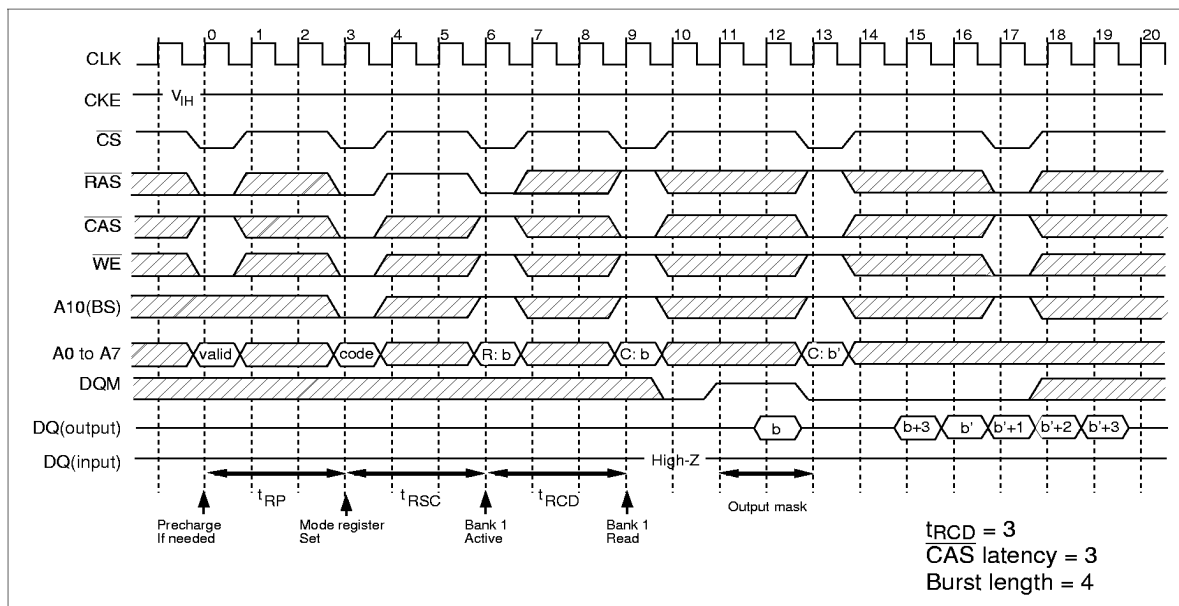 0 1 2 3 4 5 6 7 8 9 10 11 12 13 14 15 16 17 18 19 20
CLK
CKE VIH
CS
RAS
CAS
WE
A10(BS)
A0 to A7 valid code R: b C: b C: b'
DQM
DQ(output) b b+3 b' b'+1 b'+2 b'+3
DQ(input) High-Z
tRP tRSC tRCD Output mask
Precharge If needed
Mode register Set
Bank 1 Active
Bank 1 Read
tRCD = 3
CAS latency = 3
Burst length = 4